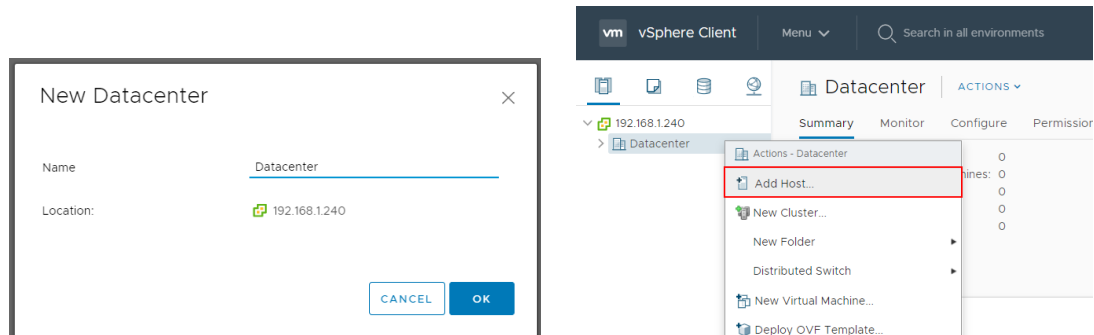 New Datacenter
Name
Datacenter
Location:
192.168.1.240
CANCEL
OK
vm vSphere Client Menu Search in all environments
Datacenter ACTIONS
192.168.1.240
Datacenter
Summary Monitor Configure Permission
Actions - Datacenter
0
Add Host...
hines: 0
0
New Cluster...
0
0
New Folder
Distributed Switch
New Virtual Machine...
Deploy OVF Template...